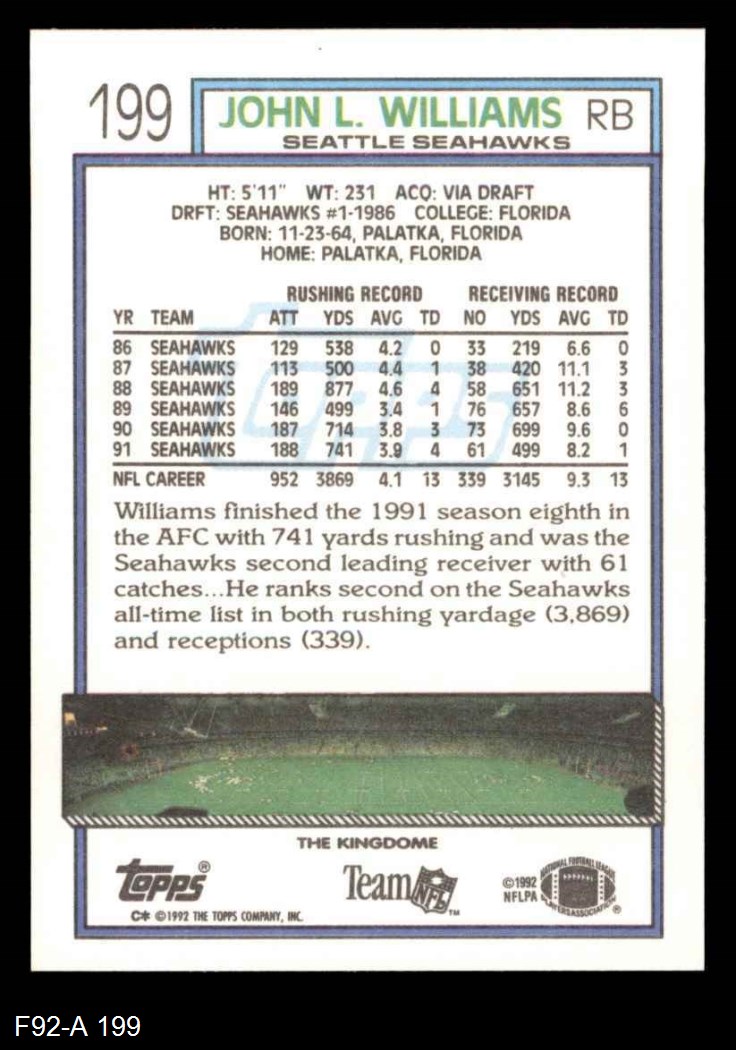 199
JOHN L. WILLIAMS RB
SEATTLE SEAHAWKS
HT: 5'11" WT: 231 ACQ: VIA DRAFT
DRFT: SEAHAWKS #1-1986 COLLEGE: FLORIDA
BORN: 11-23-64, PALATKA, FLORIDA
HOME: PALATKA, FLORIDA
RUSHING RECORD RECEIVING RECORD
YR TEAM ATT YDS AVG TD NO YDS AVG TD
86 SEAHAWKS 129 538 4.2 0 33 219 6.6 0
87 SEAHAWKS 113 500 4.4 1 38 420 11.1 3
88 SEAHAWKS 189 877 4.6 4 58 651 11.2 3
89 SEAHAWKS 146 499 3.4 1 76 657 8.6 6
90 SEAHAWKS 187 714 3.8 3 73 699 9.6 0
91 SEAHAWKS 188 741 3.9 4 61 499 8.2 1
topps
NFL CAREER 952 3869 4.1 13 339 3145 9.3 13
Williams finished the 1991 season eighth in
the AFC with 741 yards rushing and was the
Seahawks second leading receiver with 61
catches...He ranks second on the Seahawks
all-time list in both rushing yardage (3,869)
and receptions (339).
THE KINGDOME
topps®
C* ©1992 THE TOPPS COMPANY, INC.
Team NFL™
©1992
NFLPA
NATIONAL FOOTBALL LEAGUE
PLAYERS ASSOCIATION®
F92-A 199